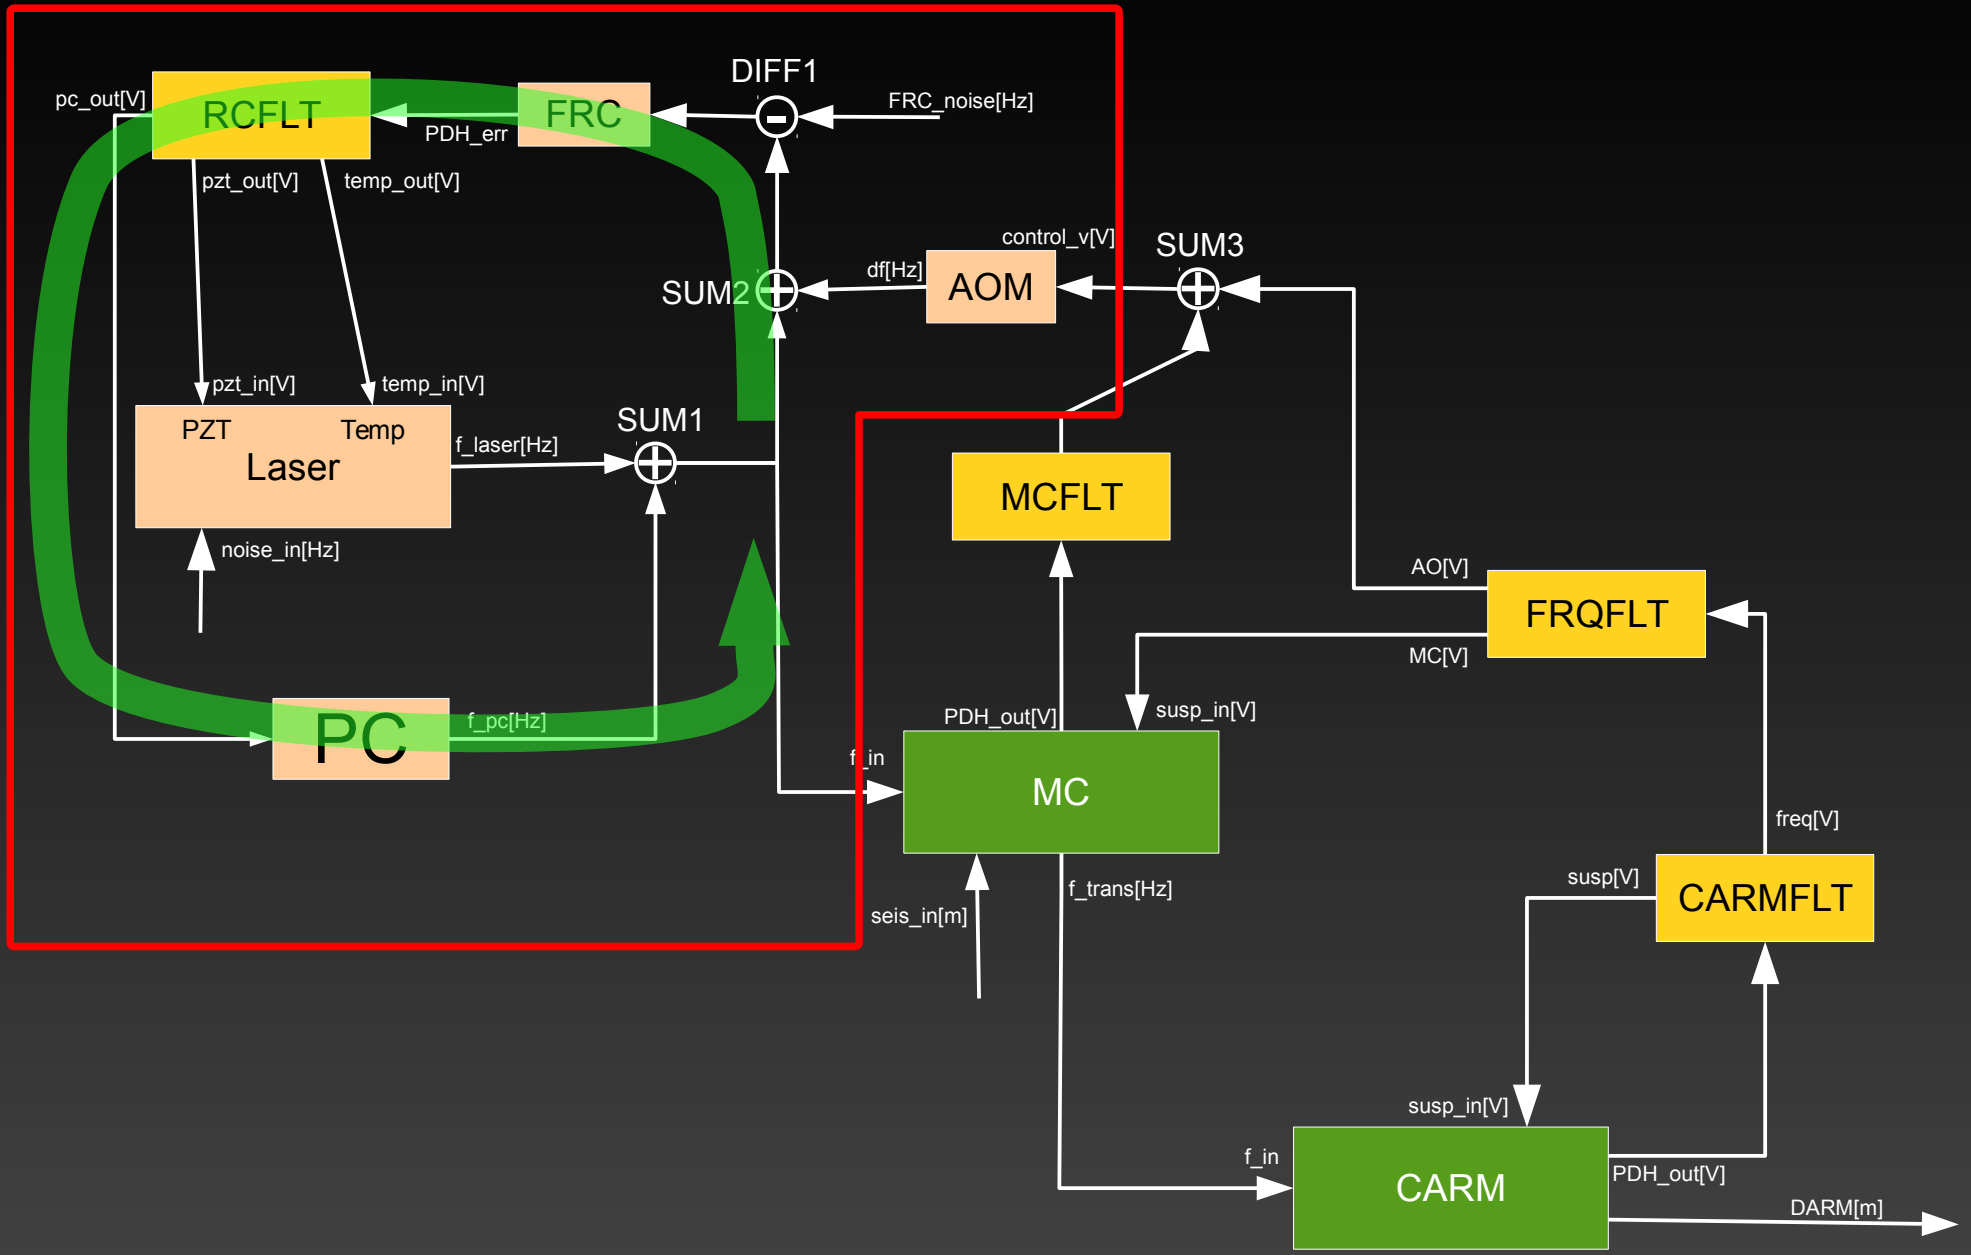 DIFF1
pc_out[V]
RCFLT
FRC
FRC_noise[Hz]
PDH_err
pzt_out[V]
temp_out[V]
control_v[V]
SUM3
df[Hz]
AOM
SUM2
pzt_in[V]
temp_in[V]
SUM1
PZT
Temp
f_laser[Hz]
Laser
MCFLT
noise_in[Hz]
AO[V]
FRQFLT
MC[V]
PDH_out[V]
susp_in[V]
f_pc[Hz]
PC
f_in
MC
freq[V]
susp[V]
f_trans[Hz]
CARMFLT
seis_in[m]
susp_in[V]
f_in
PDH_out[V]
CARM
DARM[m]